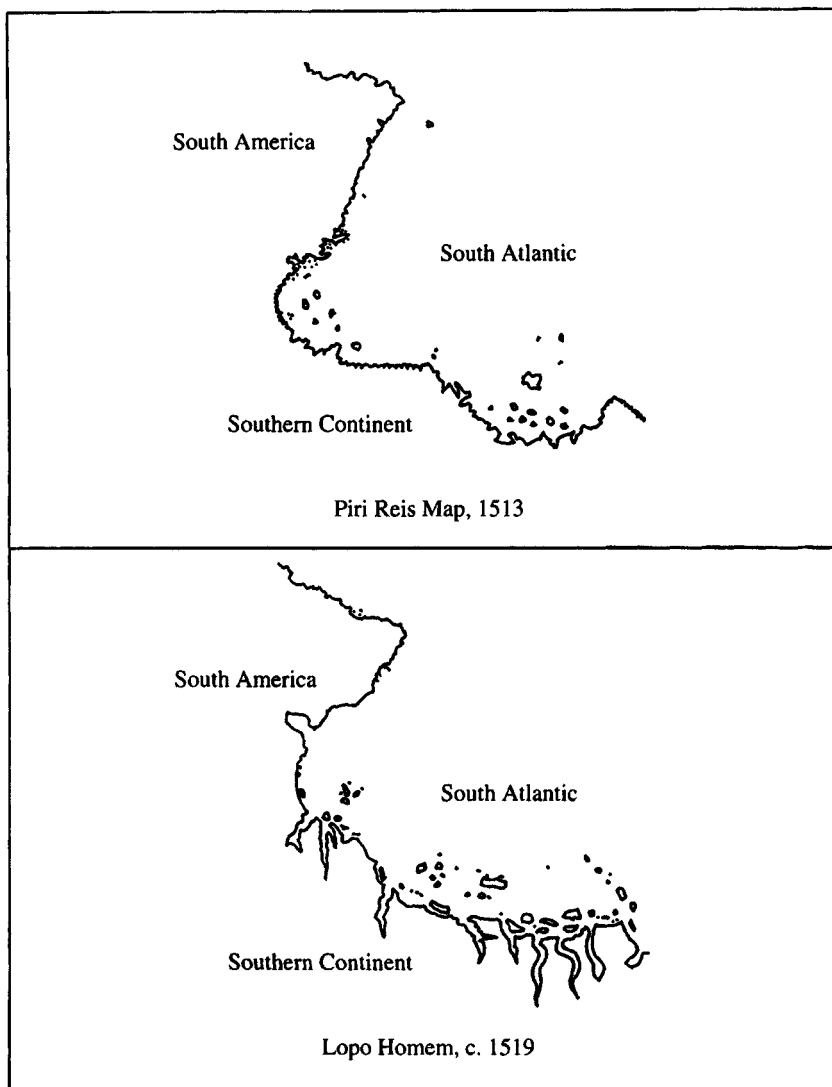 South America
South Atlantic
Southern Continent
Piri Reis Map, 1513
South America
South Atlantic
Southern Continent
Lopo Homem, c. 1519